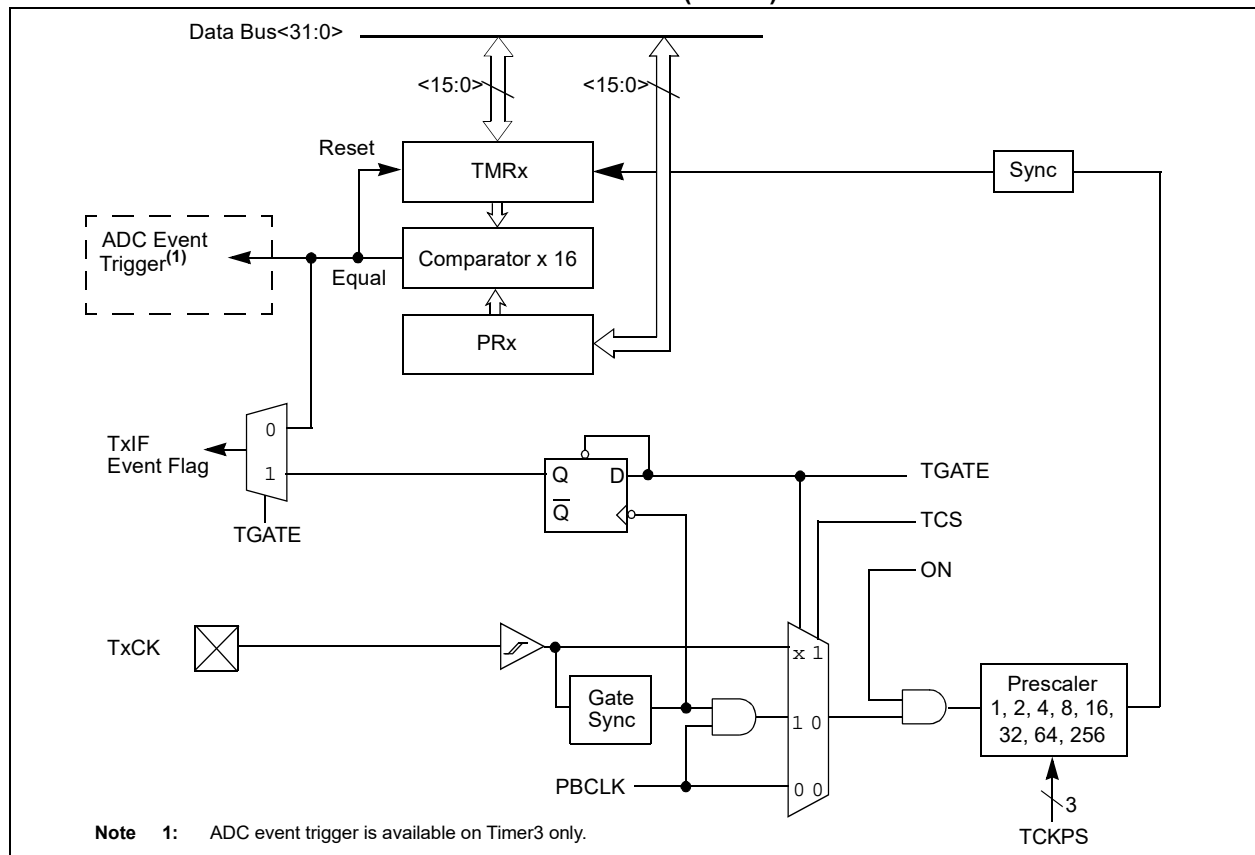 Data Bus<31:0>
<15:0>
<15:0>
Reset
TMRx
Sync
ADC Event
Trigger(1)
Equal
Comparator x 16
PRx
0
1
TxIF
Event Flag
TGATE
Q
D
Q
TGATE
TCS
ON
TxCK
x 1
Gate
Sync
1 0
Prescaler
1, 2, 4, 8, 16,
32, 64, 256
PBCLK
0 0
3
TCKPS
Note 1: ADC event trigger is available on Timer3 only.